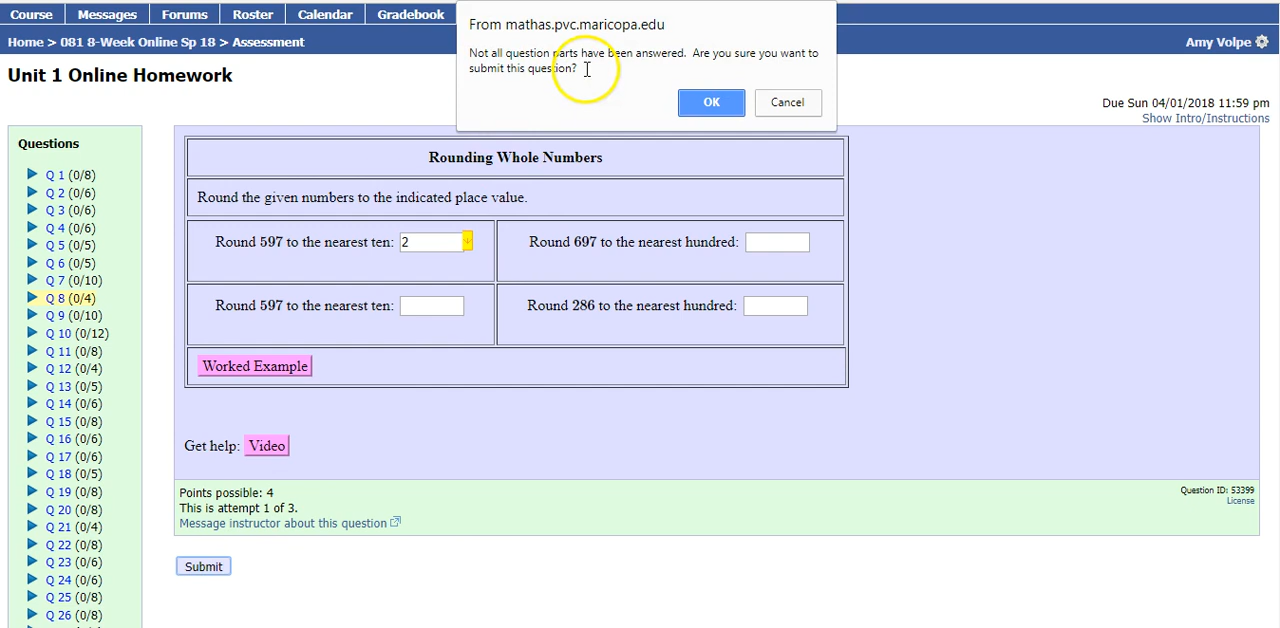 Course Messages Forums Roster Calendar Gradebook
Home > 081 8-Week Online Sp 18 > Assessment
Amy Volpe
From mathas.pvc.maricopa.edu
Not all question parts have been answered. Are you sure you want to
submit this question?
OK Cancel
Unit 1 Online Homework
Due Sun 04/01/2018 11:59 pm
Show Intro/Instructions
Questions
Q 1 (0/8)
Q 2 (0/6)
Q 3 (0/6)
Q 4 (0/6)
Q 5 (0/5)
Q 6 (0/5)
Q 7 (0/10)
Q 8 (0/4)
Q 9 (0/10)
Q 10 (0/12)
Q 11 (0/8)
Q 12 (0/4)
Q 13 (0/5)
Q 14 (0/6)
Q 15 (0/8)
Q 16 (0/6)
Q 17 (0/6)
Q 18 (0/5)
Q 19 (0/8)
Q 20 (0/8)
Q 21 (0/4)
Q 22 (0/8)
Q 23 (0/6)
Q 24 (0/6)
Q 25 (0/8)
Q 26 (0/8)
Rounding Whole Numbers
Round the given numbers to the indicated place value.
Round 597 to the nearest ten: 2
Round 697 to the nearest hundred:
Round 597 to the nearest ten:
Round 286 to the nearest hundred:
Worked Example
Get help: Video
Points possible: 4
This is attempt 1 of 3.
Message instructor about this question
Question ID: 53399
License
Submit